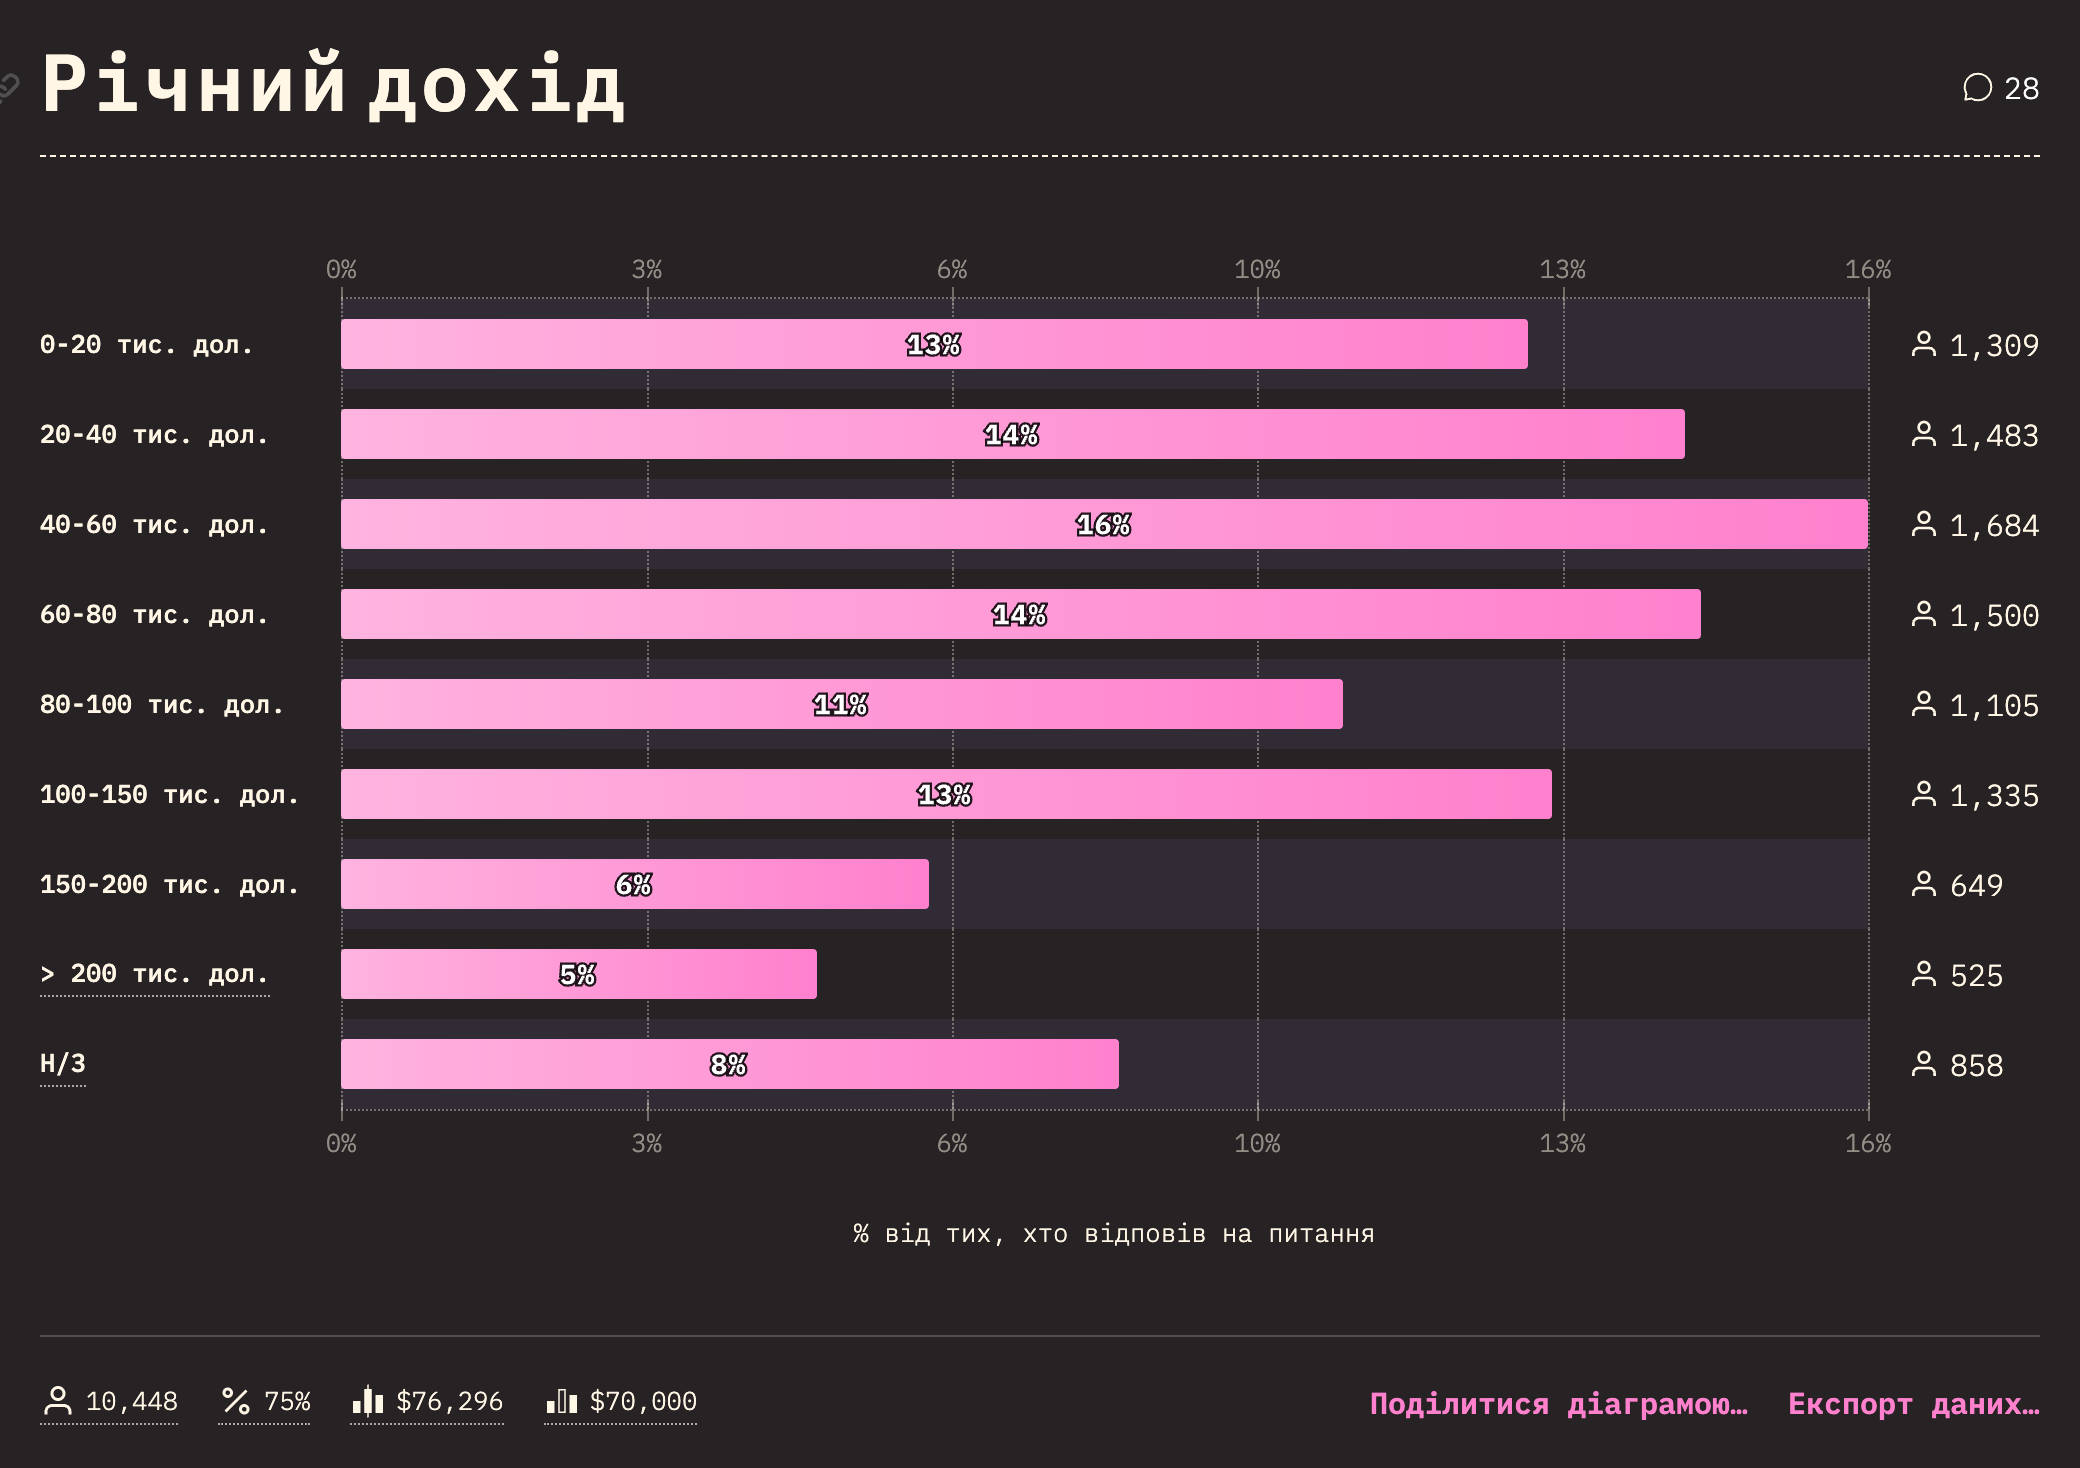 Річний дохід
28
0% 3% 6% 10% 13% 16%
0-20 тис. дол. 13% 1,309
20-40 тис. дол. 14% 1,483
40-60 тис. дол. 16% 1,684
60-80 тис. дол. 14% 1,500
80-100 тис. дол. 11% 1,105
100-150 тис. дол. 13% 1,335
150-200 тис. дол. 6% 649
> 200 тис. дол. 5% 525
Н/З 8% 858
0% 3% 6% 10% 13% 16%
% від тих, хто відповів на питання
10,448 75% $76,296 $70,000 Поділитися діаграмою… Експорт даних…